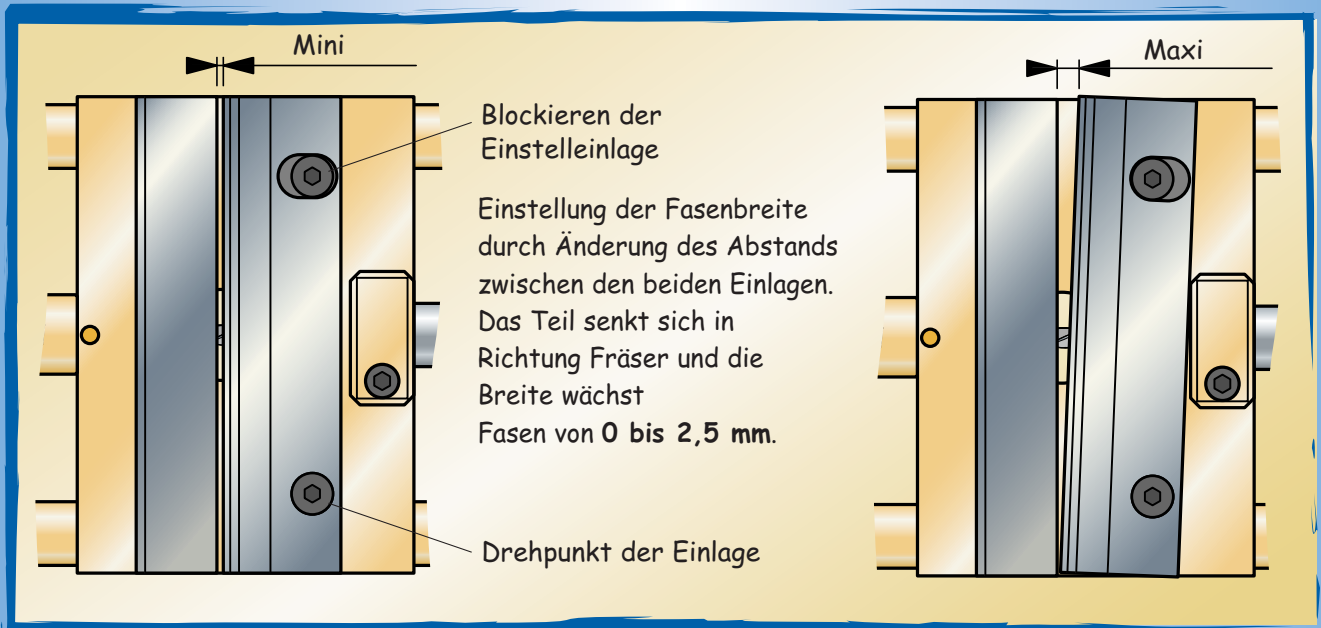 Mini
Maxi
Blockieren der
Einstelleinlage
Einstellung der Fasenbreite
durch Änderung des Abstands
zwischen den beiden Einlagen.
Das Teil senkt sich in
Richtung Fräser und die
Breite wächst
Fasen von 0 bis 2,5 mm.
Drehpunkt der Einlage